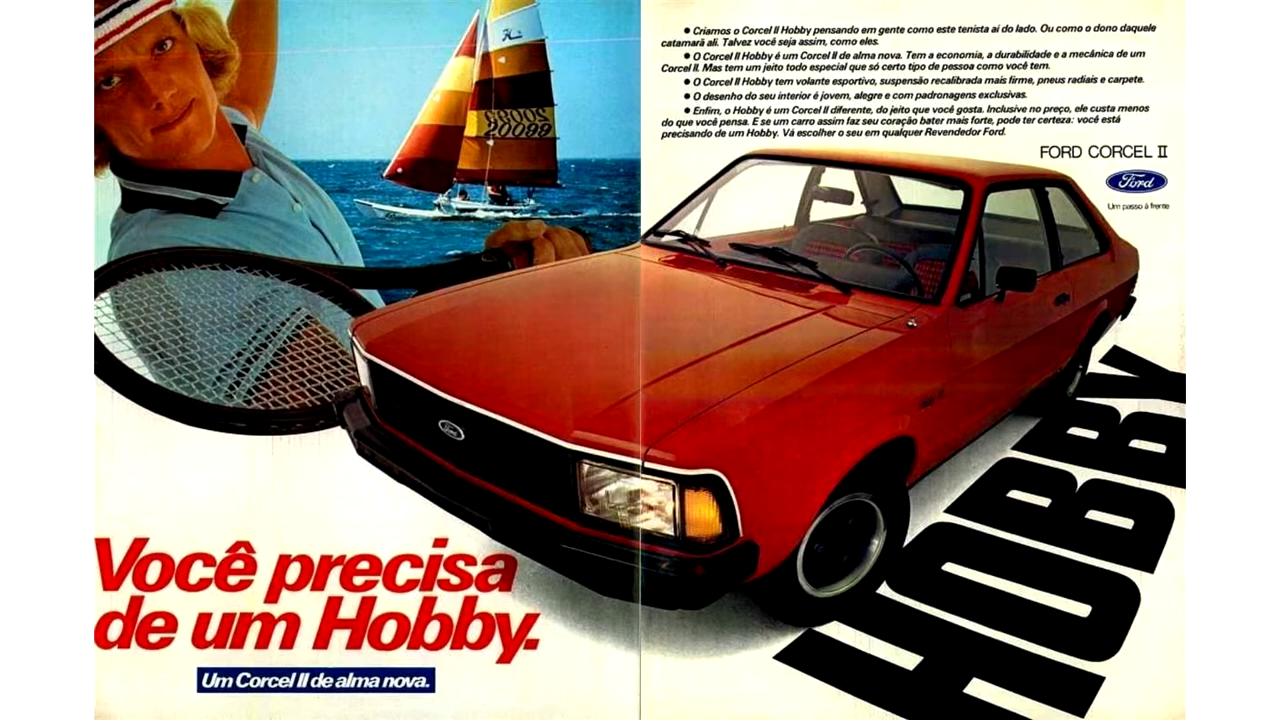 • Criamos o Corcel II Hobby pensando em gente como este tenista aí do lado. Ou como o dono daquele
catamarã ali. Talvez você seja assim, como eles.
• O Corcel II Hobby é um Corcel II de alma nova. Tem a economia, a durabilidade e a mecânica de um
Corcel II. Mas tem um jeito todo especial que só certo tipo de pessoa como você tem.
• O Corcel II Hobby tem volante esportivo, suspensão recalibrada mais firme, pneus radiais e carpete.
• O desenho do seu interior é jovem, alegre e com padronagens exclusivas.
• Enfim, o Hobby é um Corcel II diferente, do jeito que você gosta. Inclusive no preço, ele custa menos
do que você pensa. E se um carro assim faz seu coração bater mais forte, pode ter certeza: você está
precisando de um Hobby. Vá escolher o seu em qualquer Revendedor Ford.
FORD CORCEL II
Ford
Um passo à frente
H
20099
Ford
HOBBY
Você precisa
de um Hobby.
Um Corcel II de alma nova.